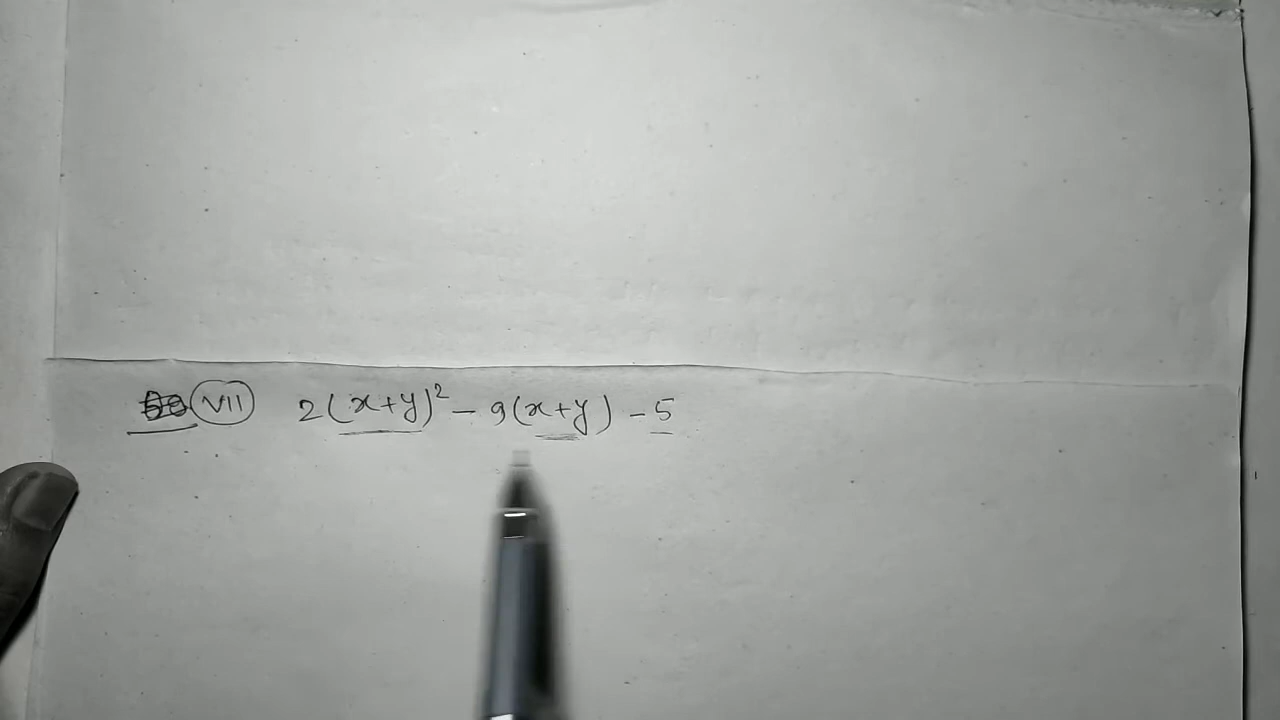 (VII) 2(x+y)² - 9(x+y) - 5